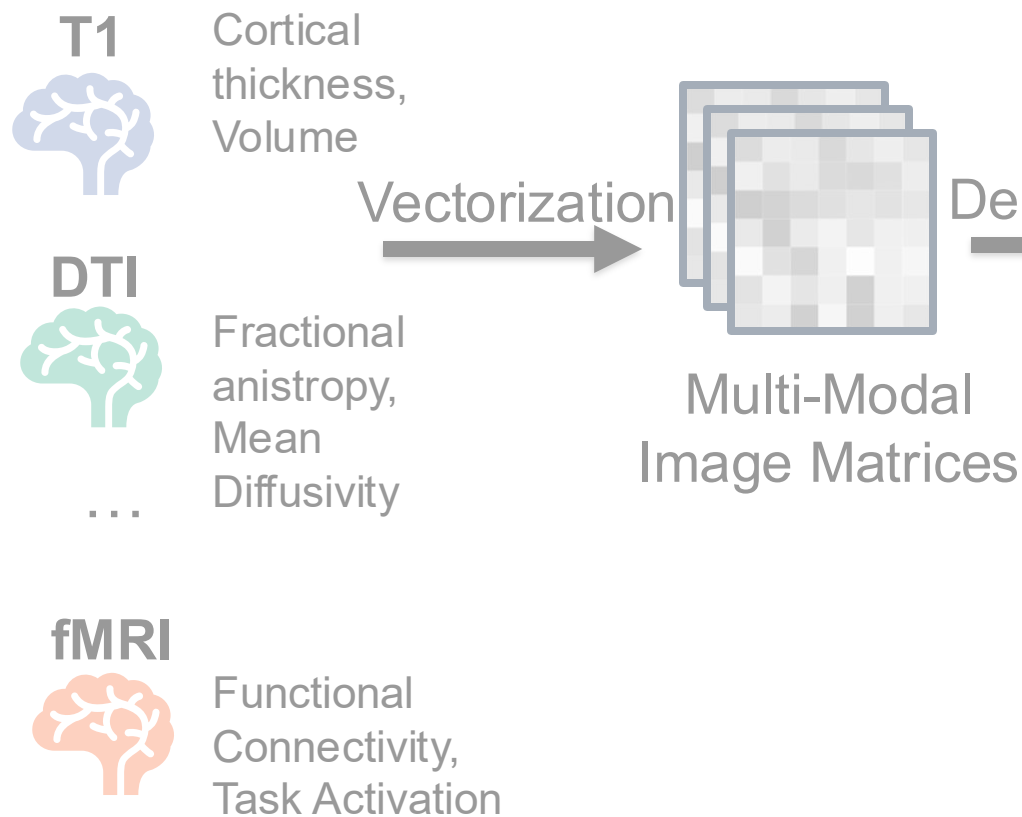 T1
Cortical
thickness,
Volume
Vectorization
De
DTI
Fractional
anistropy,
Mean
Diffusivity
…
Multi-Modal
Image Matrices
fMRI
Functional
Connectivity,
Task Activation